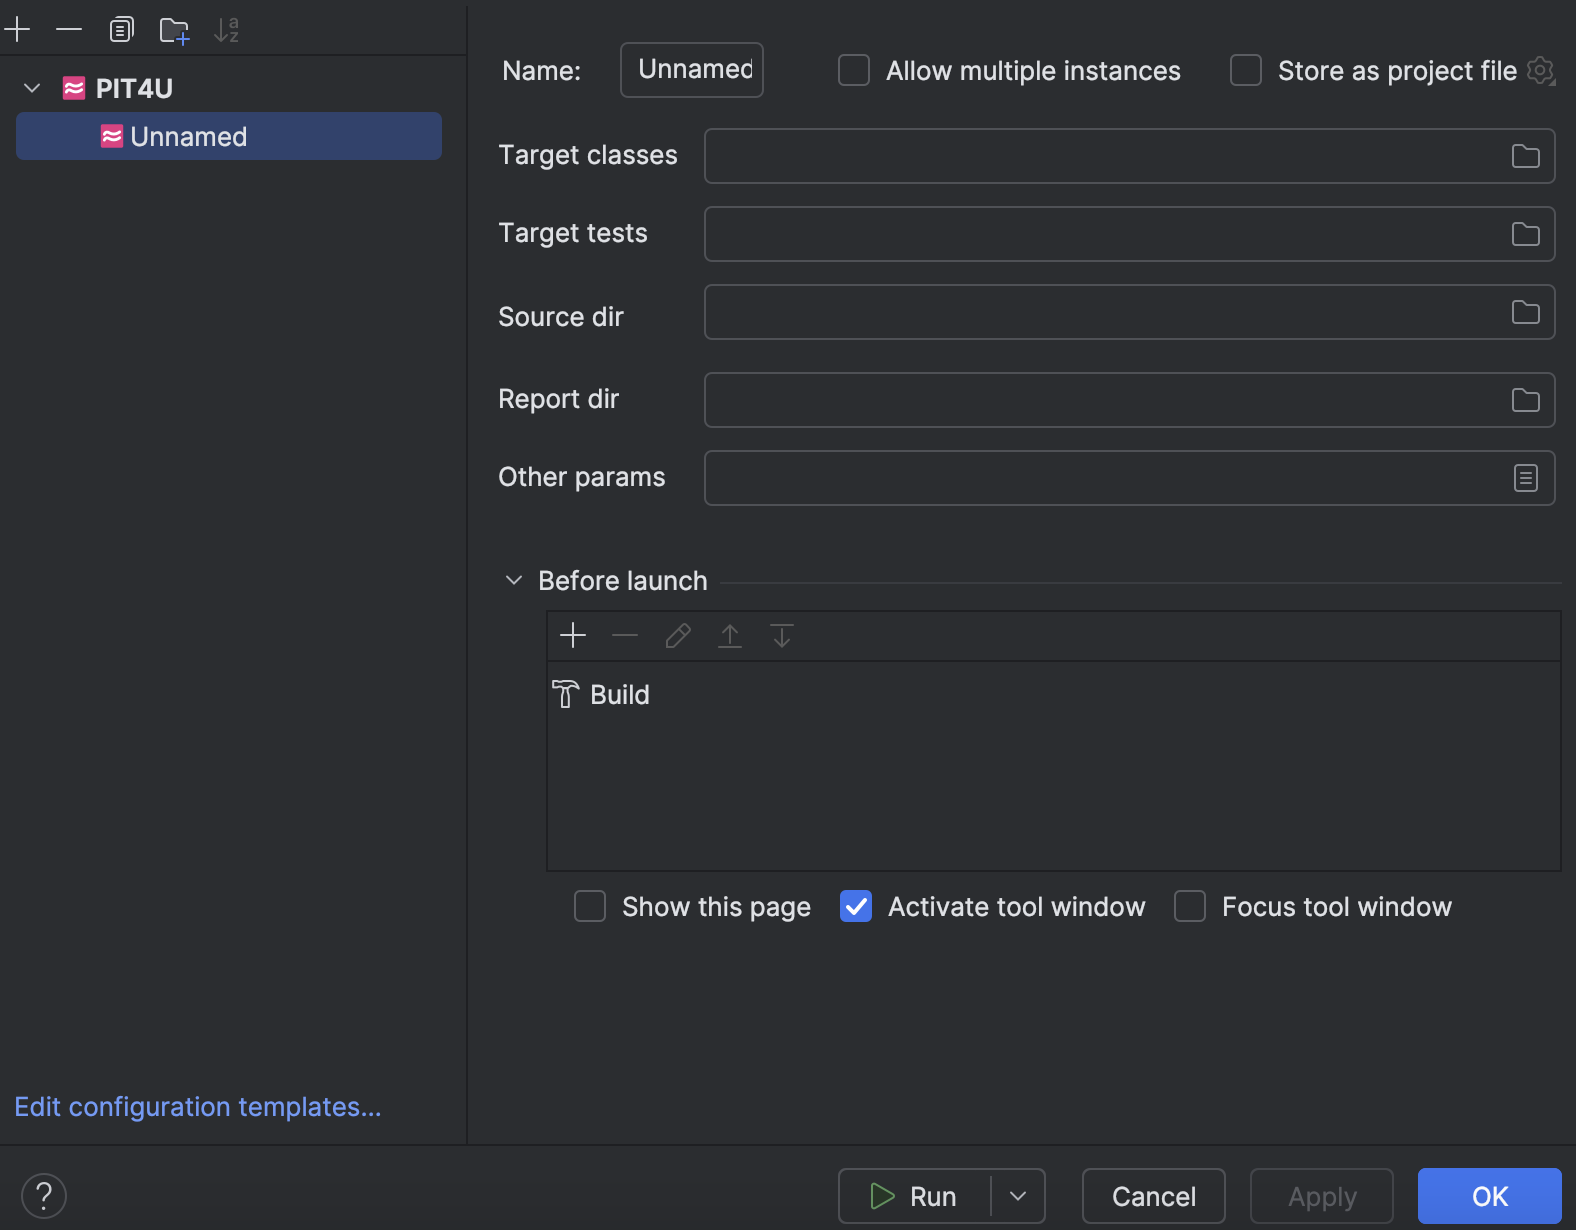 PIT4U
Unnamed
Name: Unnamed Allow multiple instances Store as project file
Target classes
Target tests
Source dir
Report dir
Other params
Before launch
Build
Show this page Activate tool window Focus tool window
Edit configuration templates...
? Run Cancel Apply OK